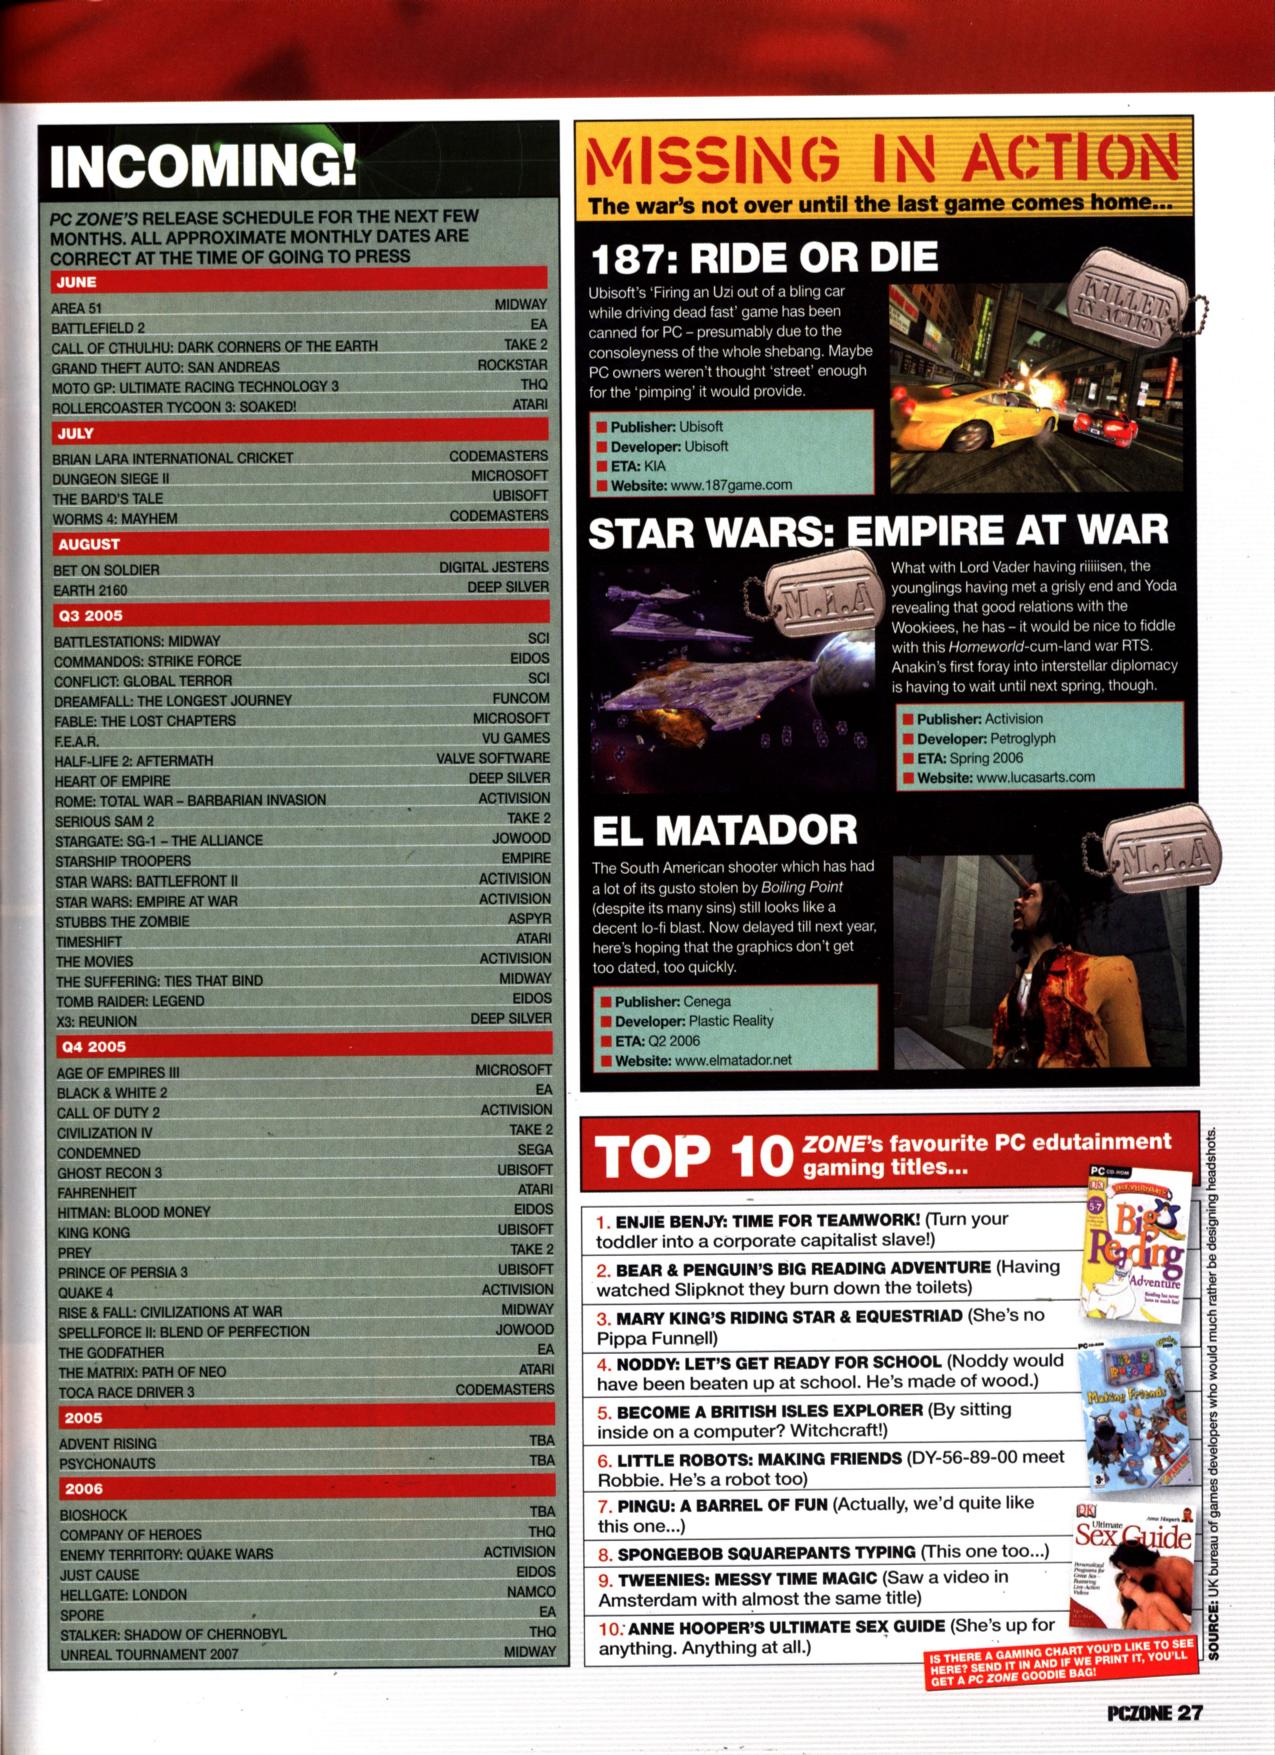 INCOMING!
PC ZONE'S RELEASE SCHEDULE FOR THE NEXT FEW
MONTHS. ALL APPROXIMATE MONTHLY DATES ARE
CORRECT AT THE TIME OF GOING TO PRESS
JUNE
AREA 51 MIDWAY
BATTLEFIELD 2 EA
CALL OF CTHULHU: DARK CORNERS OF THE EARTH TAKE 2
GRAND THEFT AUTO: SAN ANDREAS ROCKSTAR
MOTO GP: ULTIMATE RACING TECHNOLOGY 3 THQ
ROLLERCOASTER TYCOON 3: SOAKED! ATARI
JULY
BRIAN LARA INTERNATIONAL CRICKET CODEMASTERS
DUNGEON SIEGE II MICROSOFT
THE BARD'S TALE UBISOFT
WORMS 4: MAYHEM CODEMASTERS
AUGUST
BET ON SOLDIER DIGITAL JESTERS
EARTH 2160 DEEP SILVER
Q3 2005
BATTLESTATIONS: MIDWAY SCI
COMMANDOS: STRIKE FORCE EIDOS
CONFLICT: GLOBAL TERROR SCI
DREAMFALL: THE LONGEST JOURNEY FUNCOM
FABLE: THE LOST CHAPTERS MICROSOFT
F.E.A.R. VU GAMES
HALF-LIFE 2: AFTERMATH VALVE SOFTWARE
HEART OF EMPIRE DEEP SILVER
ROME: TOTAL WAR – BARBARIAN INVASION ACTIVISION
SERIOUS SAM 2 TAKE 2
STARGATE: SG-1 – THE ALLIANCE JOWOOD
STARSHIP TROOPERS EMPIRE
STAR WARS: BATTLEFRONT II ACTIVISION
STAR WARS: EMPIRE AT WAR ACTIVISION
STUBBS THE ZOMBIE ASPYR
TIMESHIFT ATARI
THE MOVIES ACTIVISION
THE SUFFERING: TIES THAT BIND MIDWAY
TOMB RAIDER: LEGEND EIDOS
X3: REUNION DEEP SILVER
Q4 2005
AGE OF EMPIRES III MICROSOFT
BLACK & WHITE 2 EA
CALL OF DUTY 2 ACTIVISION
CIVILIZATION IV TAKE 2
CONDEMNED SEGA
GHOST RECON 3 UBISOFT
FAHRENHEIT ATARI
HITMAN: BLOOD MONEY EIDOS
KING KONG UBISOFT
PREY TAKE 2
PRINCE OF PERSIA 3 UBISOFT
QUAKE 4 ACTIVISION
RISE & FALL: CIVILIZATIONS AT WAR MIDWAY
SPELLFORCE II: BLEND OF PERFECTION JOWOOD
THE GODFATHER EA
THE MATRIX: PATH OF NEO ATARI
TOCA RACE DRIVER 3 CODEMASTERS
2005
ADVENT RISING TBA
PSYCHONAUTS TBA
2006
BIOSHOCK TBA
COMPANY OF HEROES THQ
ENEMY TERRITORY: QUAKE WARS ACTIVISION
JUST CAUSE EIDOS
HELLGATE: LONDON NAMCO
SPORE EA
STALKER: SHADOW OF CHERNOBYL THQ
UNREAL TOURNAMENT 2007 MIDWAY
MISSING IN ACTION
The war's not over until the last game comes home...
187: RIDE OR DIE
Ubisoft's 'Firing an Uzi out of a bling car
while driving dead fast' game has been
canned for PC – presumably due to the
consoleyness of the whole shebang. Maybe
PC owners weren't thought 'street' enough
for the 'pimping' it would provide.
Publisher: Ubisoft
Developer: Ubisoft
ETA: KIA
Website: www.187game.com
KILLED
IN ACTION
STAR WARS: EMPIRE AT WAR
M.I.A
What with Lord Vader having riiiiisen, the
younglings having met a grisly end and Yoda
revealing that good relations with the
Wookiees, he has – it would be nice to fiddle
with this Homeworld-cum-land war RTS.
Anakin's first foray into interstellar diplomacy
is having to wait until next spring, though.
Publisher: Activision
Developer: Petroglyph
ETA: Spring 2006
Website: www.lucasarts.com
EL MATADOR
The South American shooter which has had
a lot of its gusto stolen by Boiling Point
(despite its many sins) still looks like a
decent lo-fi blast. Now delayed till next year,
here's hoping that the graphics don't get
too dated, too quickly.
Publisher: Cenega
Developer: Plastic Reality
ETA: Q2 2006
Website: www.elmatador.net
M.I.A
TOP 10 ZONE's favourite PC edutainment
gaming titles...
1. ENJIE BENJY: TIME FOR TEAMWORK! (Turn your
toddler into a corporate capitalist slave!)
2. BEAR & PENGUIN'S BIG READING ADVENTURE (Having
watched Slipknot they burn down the toilets)
3. MARY KING'S RIDING STAR & EQUESTRIAD (She's no
Pippa Funnell)
4. NODDY: LET'S GET READY FOR SCHOOL (Noddy would
have been beaten up at school. He's made of wood.)
5. BECOME A BRITISH ISLES EXPLORER (By sitting
inside on a computer? Witchcraft!)
6. LITTLE ROBOTS: MAKING FRIENDS (DY-56-89-00 meet
Robbie. He's a robot too)
7. PINGU: A BARREL OF FUN (Actually, we'd quite like
this one...)
8. SPONGEBOB SQUAREPANTS TYPING (This one too...)
9. TWEENIES: MESSY TIME MAGIC (Saw a video in
Amsterdam with almost the same title)
10. ANNE HOOPER'S ULTIMATE SEX GUIDE (She's up for
anything. Anything at all.)
PC CD-ROM
DK
5-7
Big
Reading
Adventure
PC CD-ROM
Making Friends
3+
DK
Anne Hooper's
Ultimate
Sex Guide
IS THERE A GAMING CHART YOU'D LIKE TO SEE
HERE? SEND IT IN AND IF WE PRINT IT, YOU'LL
GET A PC ZONE GOODIE BAG!
SOURCE: UK bureau of games developers who would much rather be designing headshots.
PCZONE 27